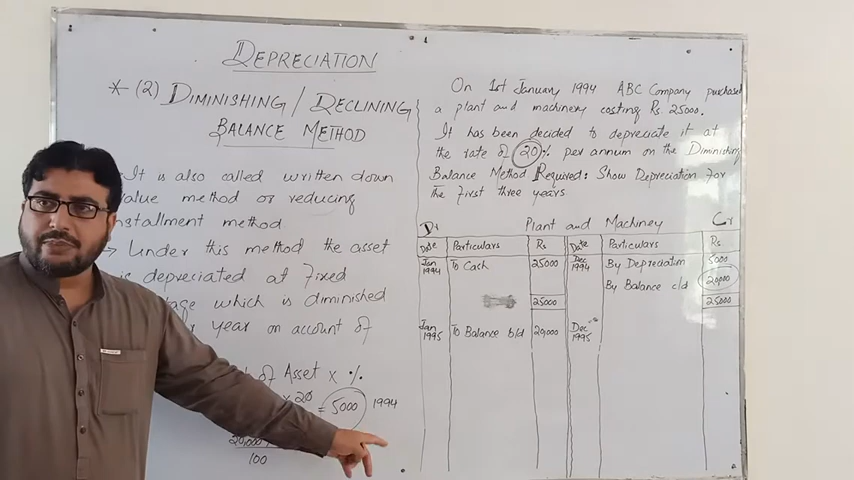 DEPRECIATION
* (2) DIMINISHING / DECLINING
BALANCE METHOD
It is also called written down
value method or reducing
installment method
→ Under this method the asset
is depreciated at fixed
which is diminished
year on account of
of Asset x %
x 20 = 5000 1994
20,000
100
On 1st January 1994 ABC Company purchased
a plant and machinery costing Rs. 25000.
It has been decided to depreciate it at
the rate of 20% per annum on the Diminishing
Balance Method Required: Show Depreciation for
the first three years
Dr Plant and Machiney Cr
Date Particulars Rs Date Particulars Rs
Jan 1994 To Cash 25000 Dec 1994 By Depreciation 5000
By Balance c/d 20,000
25000 25000
Jan 1995 To Balance b/d 20,000 Dec 1995